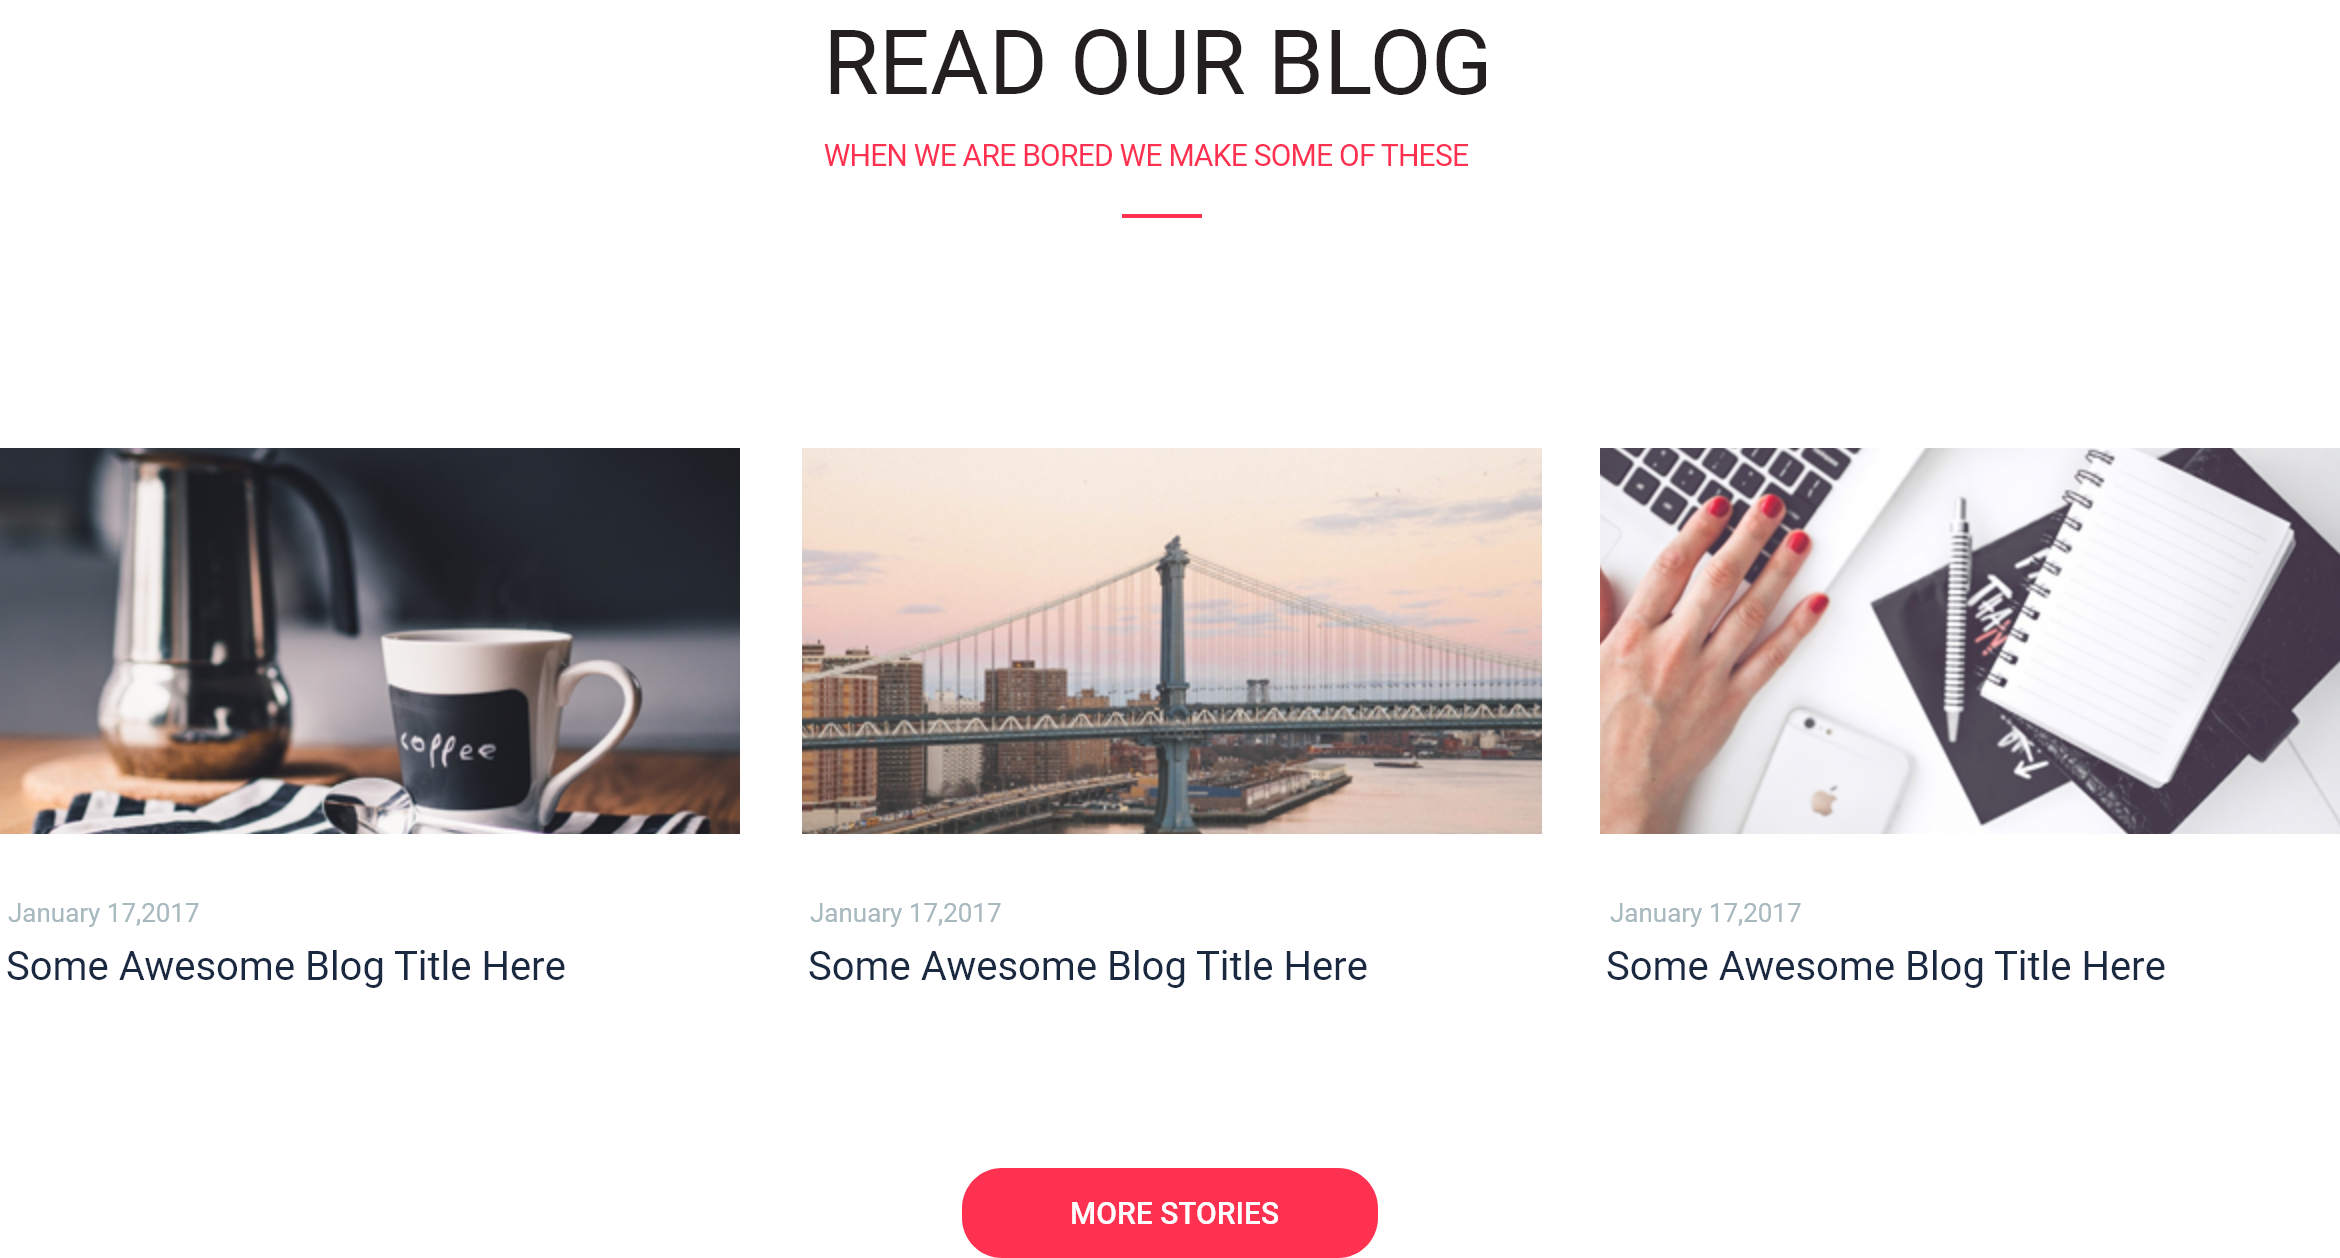 READ OUR BLOG
WHEN WE ARE BORED WE MAKE SOME OF THESE
coffee
January 17,2017
Some Awesome Blog Title Here
January 17,2017
Some Awesome Blog Title Here
January 17,2017
Some Awesome Blog Title Here
MORE STORIES